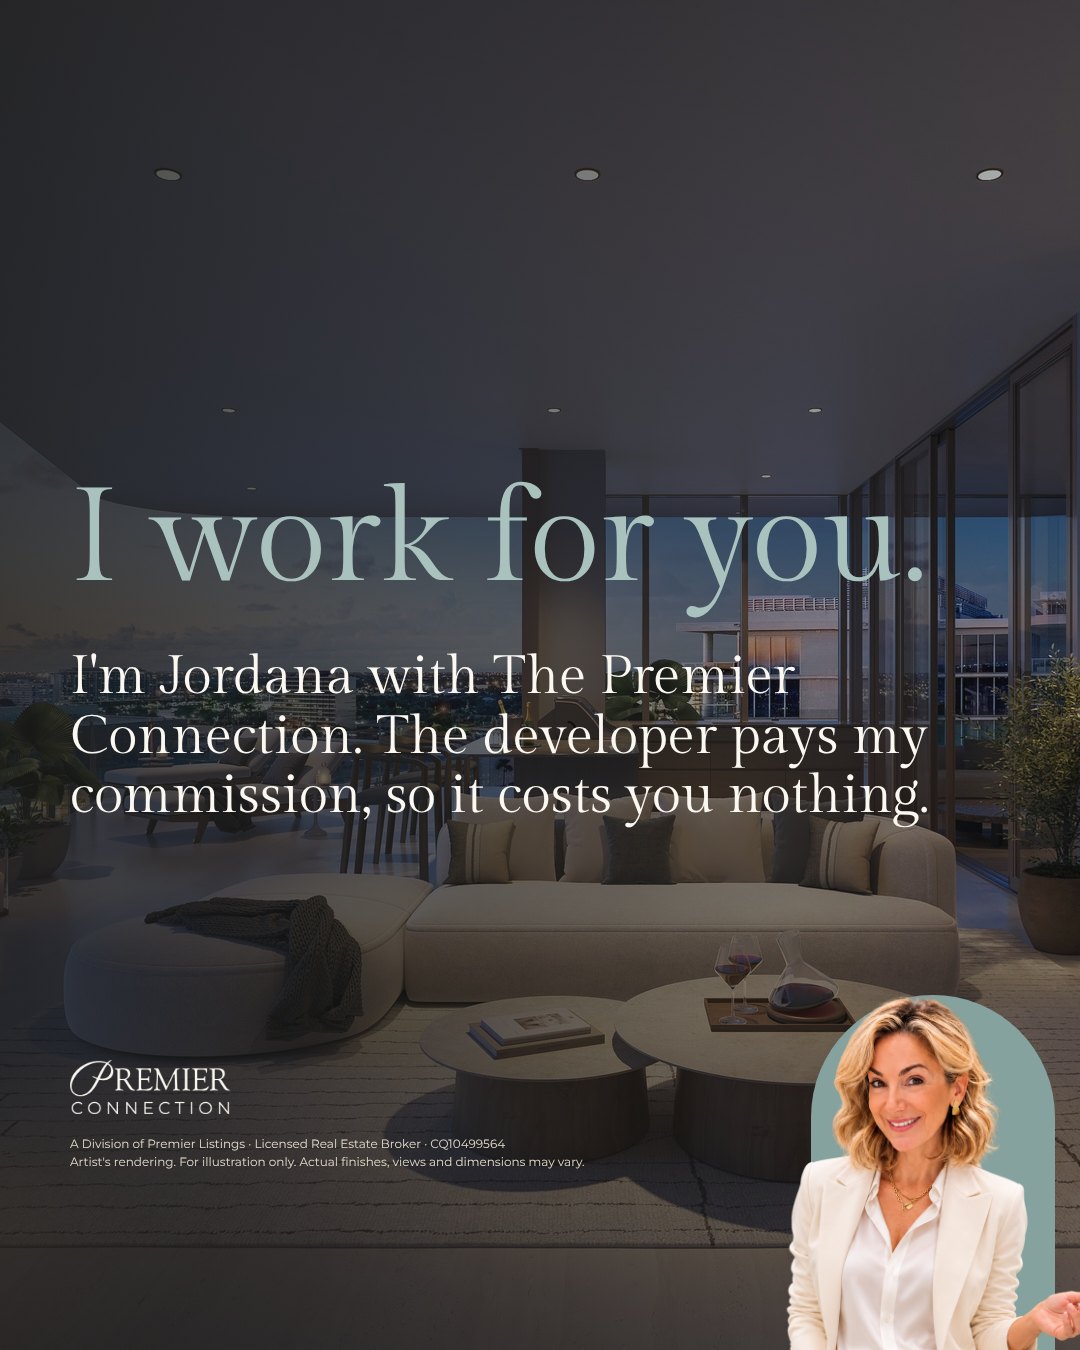 I work for you.
I'm Jordana with The Premier
Connection. The developer pays my
commission, so it costs you nothing.
PREMIER
CONNECTION
A Division of Premier Listings · Licensed Real Estate Broker · CQ10499564
Artist's rendering. For illustration only. Actual finishes, views and dimensions may vary.